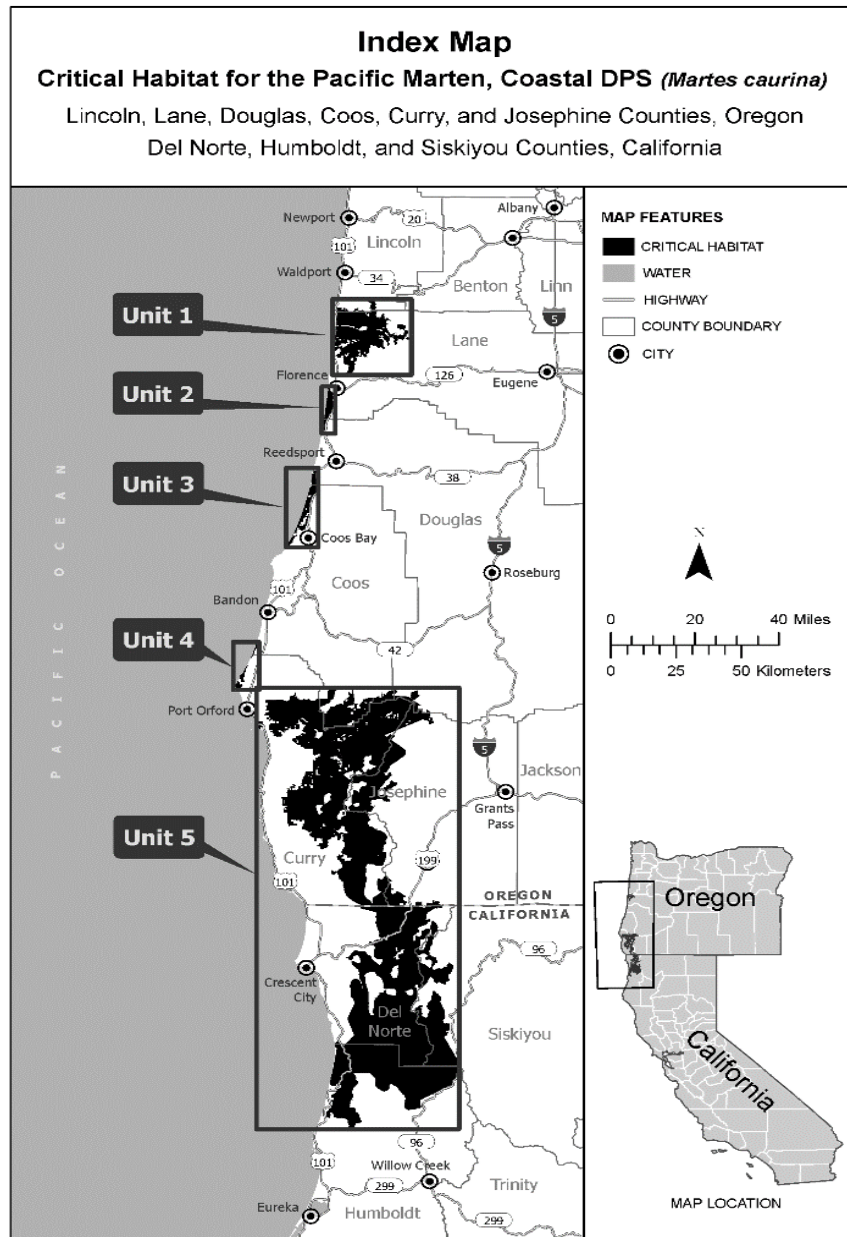 Index Map
Critical Habitat for the Pacific Marten, Coastal DPS (Martes caurina)
Lincoln, Lane, Douglas, Coos, Curry, and Josephine Counties, Oregon
Del Norte, Humboldt, and Siskiyou Counties, California
Newport
20
Albany
101
Lincoln
Waldport
34
Benton
Linn
Unit 1
5
Lane
Florence
126
Eugene
Unit 2
Reedsport
38
Unit 3
Douglas
Coos Bay
5
Coos
Roseburg
101
Bandon
Unit 4
42
Port Orford
5
Jackson
Josephine
Grants
Pass
Unit 5
Curry
199
101
OREGON
CALIFORNIA
96
Crescent
City
Del
Norte
Siskiyou
96
101
Willow Creek
299
Trinity
Eureka
Humboldt
299
PACIFIC OCEAN
MAP FEATURES
CRITICAL HABITAT
WATER
HIGHWAY
COUNTY BOUNDARY
CITY
N
0 20 40 Miles
0 25 50 Kilometers
Oregon
California
MAP LOCATION